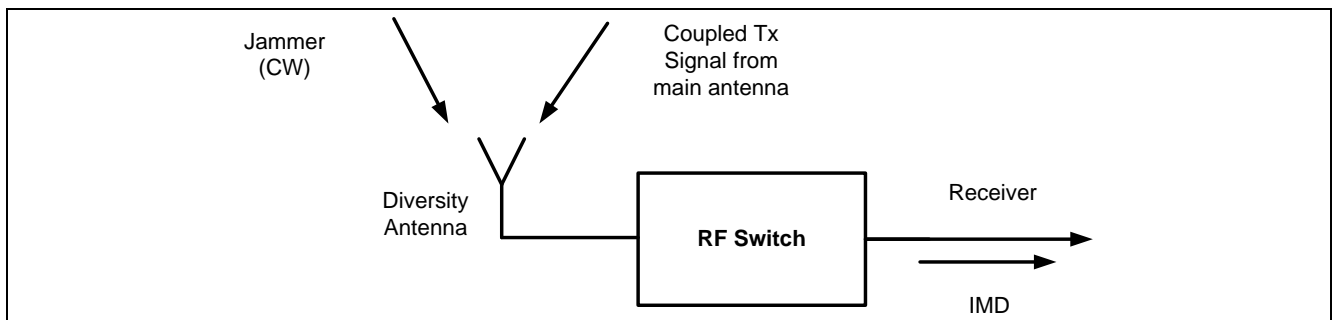 Jammer
(CW)
Coupled Tx
Signal from
main antenna
Diversity
Antenna
RF Switch
Receiver
IMD